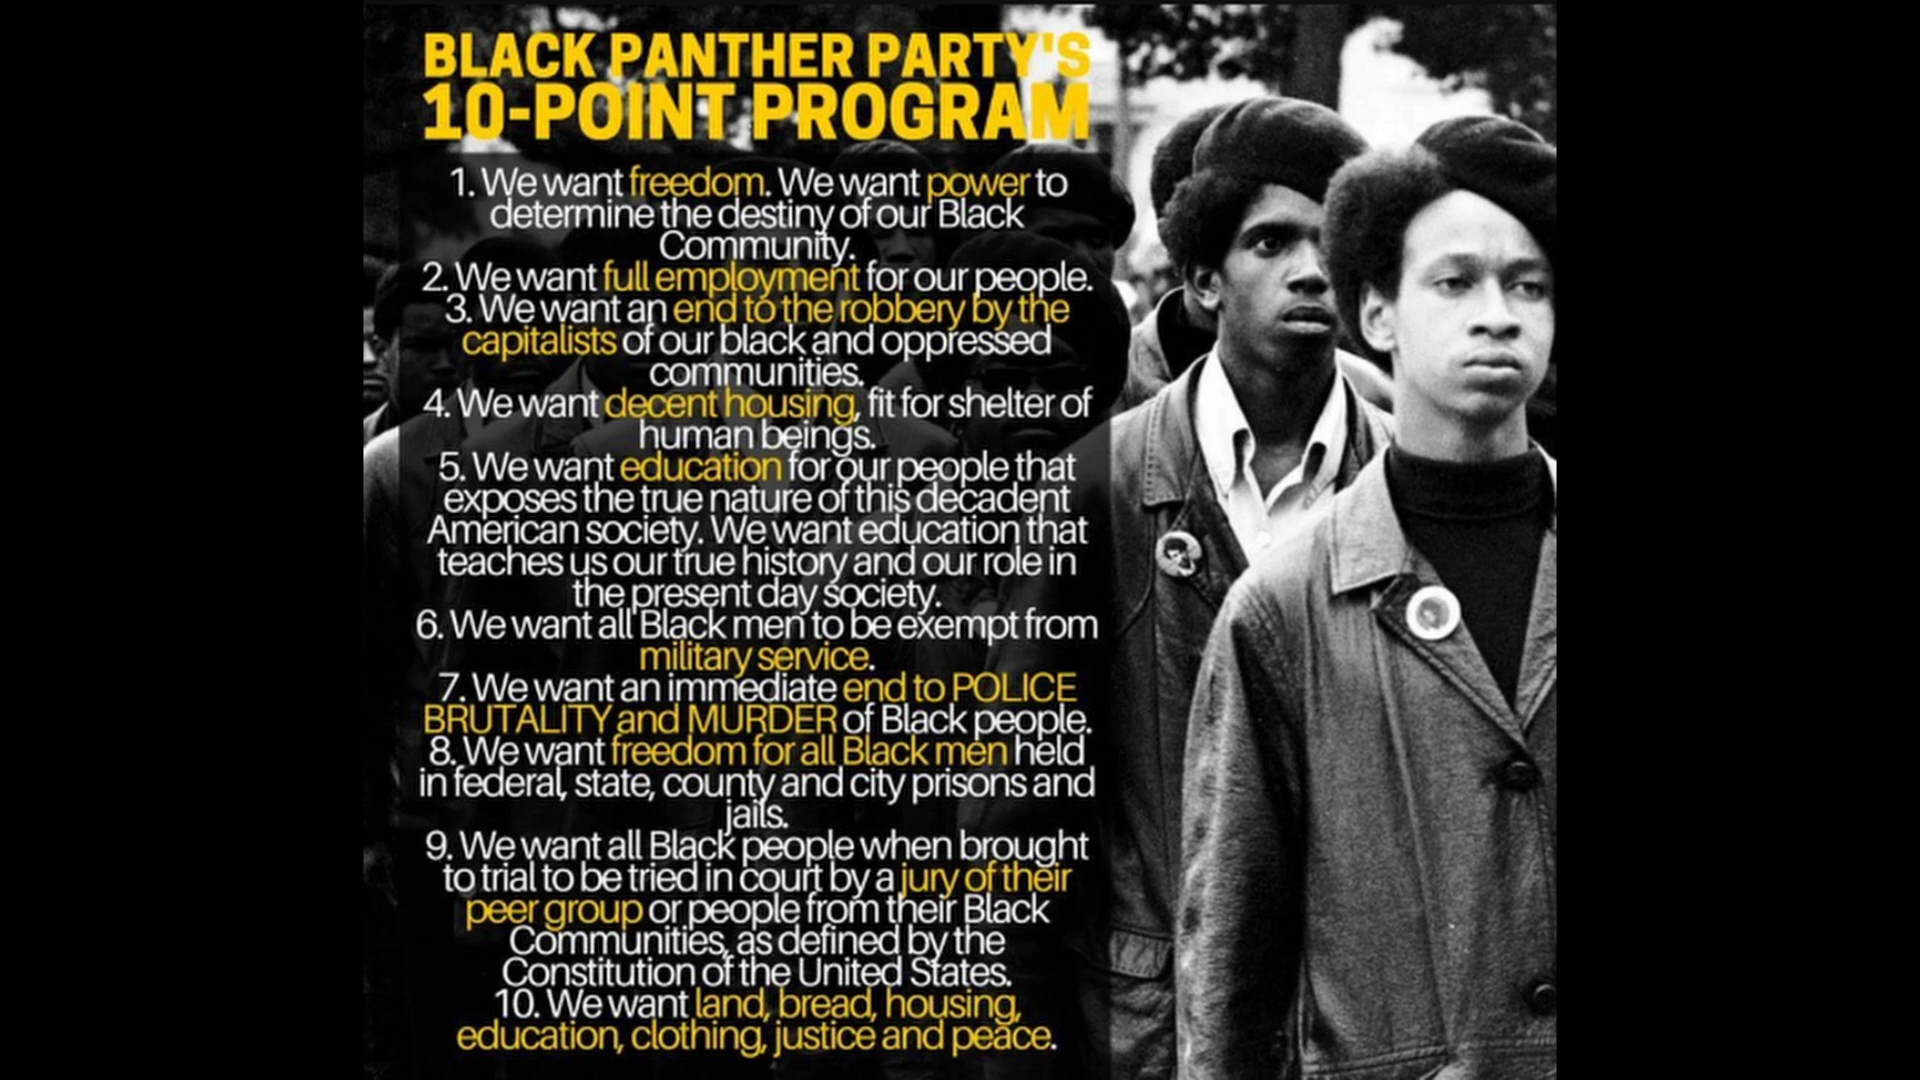 BLACK PANTHER PARTY'S
10-POINT PROGRAM
1. We want freedom. We want power to
determine the destiny of our Black
Community.
2. We want full employment for our people.
3. We want an end to the robbery by the
capitalists of our black and oppressed
communities.
4. We want decent housing, fit for shelter of
human beings.
5. We want education for our people that
exposes the true nature of this decadent
American society. We want education that
teaches us our true history and our role in
the present day society.
6. We want all Black men to be exempt from
military service.
7. We want an immediate end to POLICE
BRUTALITY and MURDER of Black people.
8. We want freedom for all Black men held
in federal, state, county and city prisons and
jails.
9. We want all Black people when brought
to trial to be tried in court by a jury of their
peer group or people from their Black
Communities, as defined by the
Constitution of the United States.
10. We want land, bread, housing,
education, clothing, justice and peace.